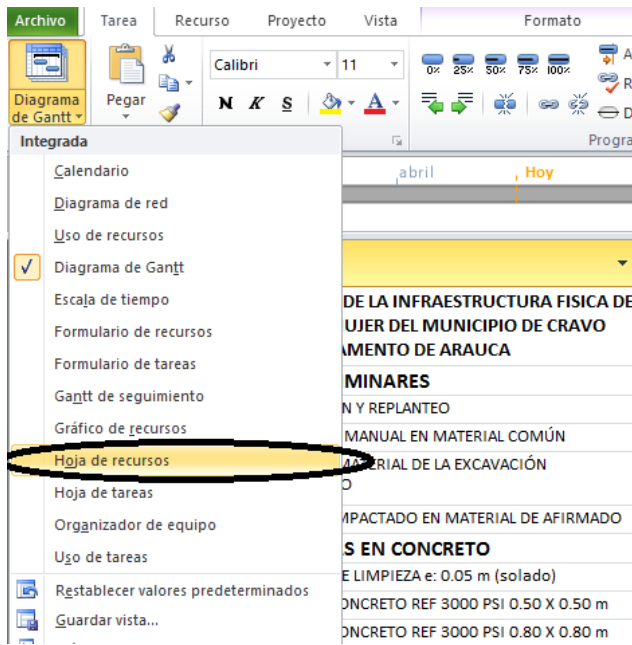 Archivo Tarea Recurso Proyecto Vista Formato
Calibri 11
0% 25% 50% 75% 100%
Diagrama de Gantt
Pegar
N K S A
Progra
Integrada
Calendario
Diagrama de red
Uso de recursos
Diagrama de Gantt
Escala de tiempo
Formulario de recursos
Formulario de tareas
Gantt de seguimiento
Gráfico de recursos
Hoja de recursos
Hoja de tareas
Organizador de equipo
Uso de tareas
Restablecer valores predeterminados
Guardar vista...
abril Hoy
DE LA INFRAESTRUCTURA FISICA DE
UJER DEL MUNICIPIO DE CRAVO
AMENTO DE ARAUCA
MINARES
N Y REPLANTEO
MANUAL EN MATERIAL COMÚN
MATERIAL DE LA EXCAVACIÓN
O
MPACTADO EN MATERIAL DE AFIRMADO
S EN CONCRETO
E LIMPIEZA e: 0.05 m (solado)
ONCRETO REF 3000 PSI 0.50 X 0.50 m
ONCRETO REF 3000 PSI 0.80 X 0.80 m